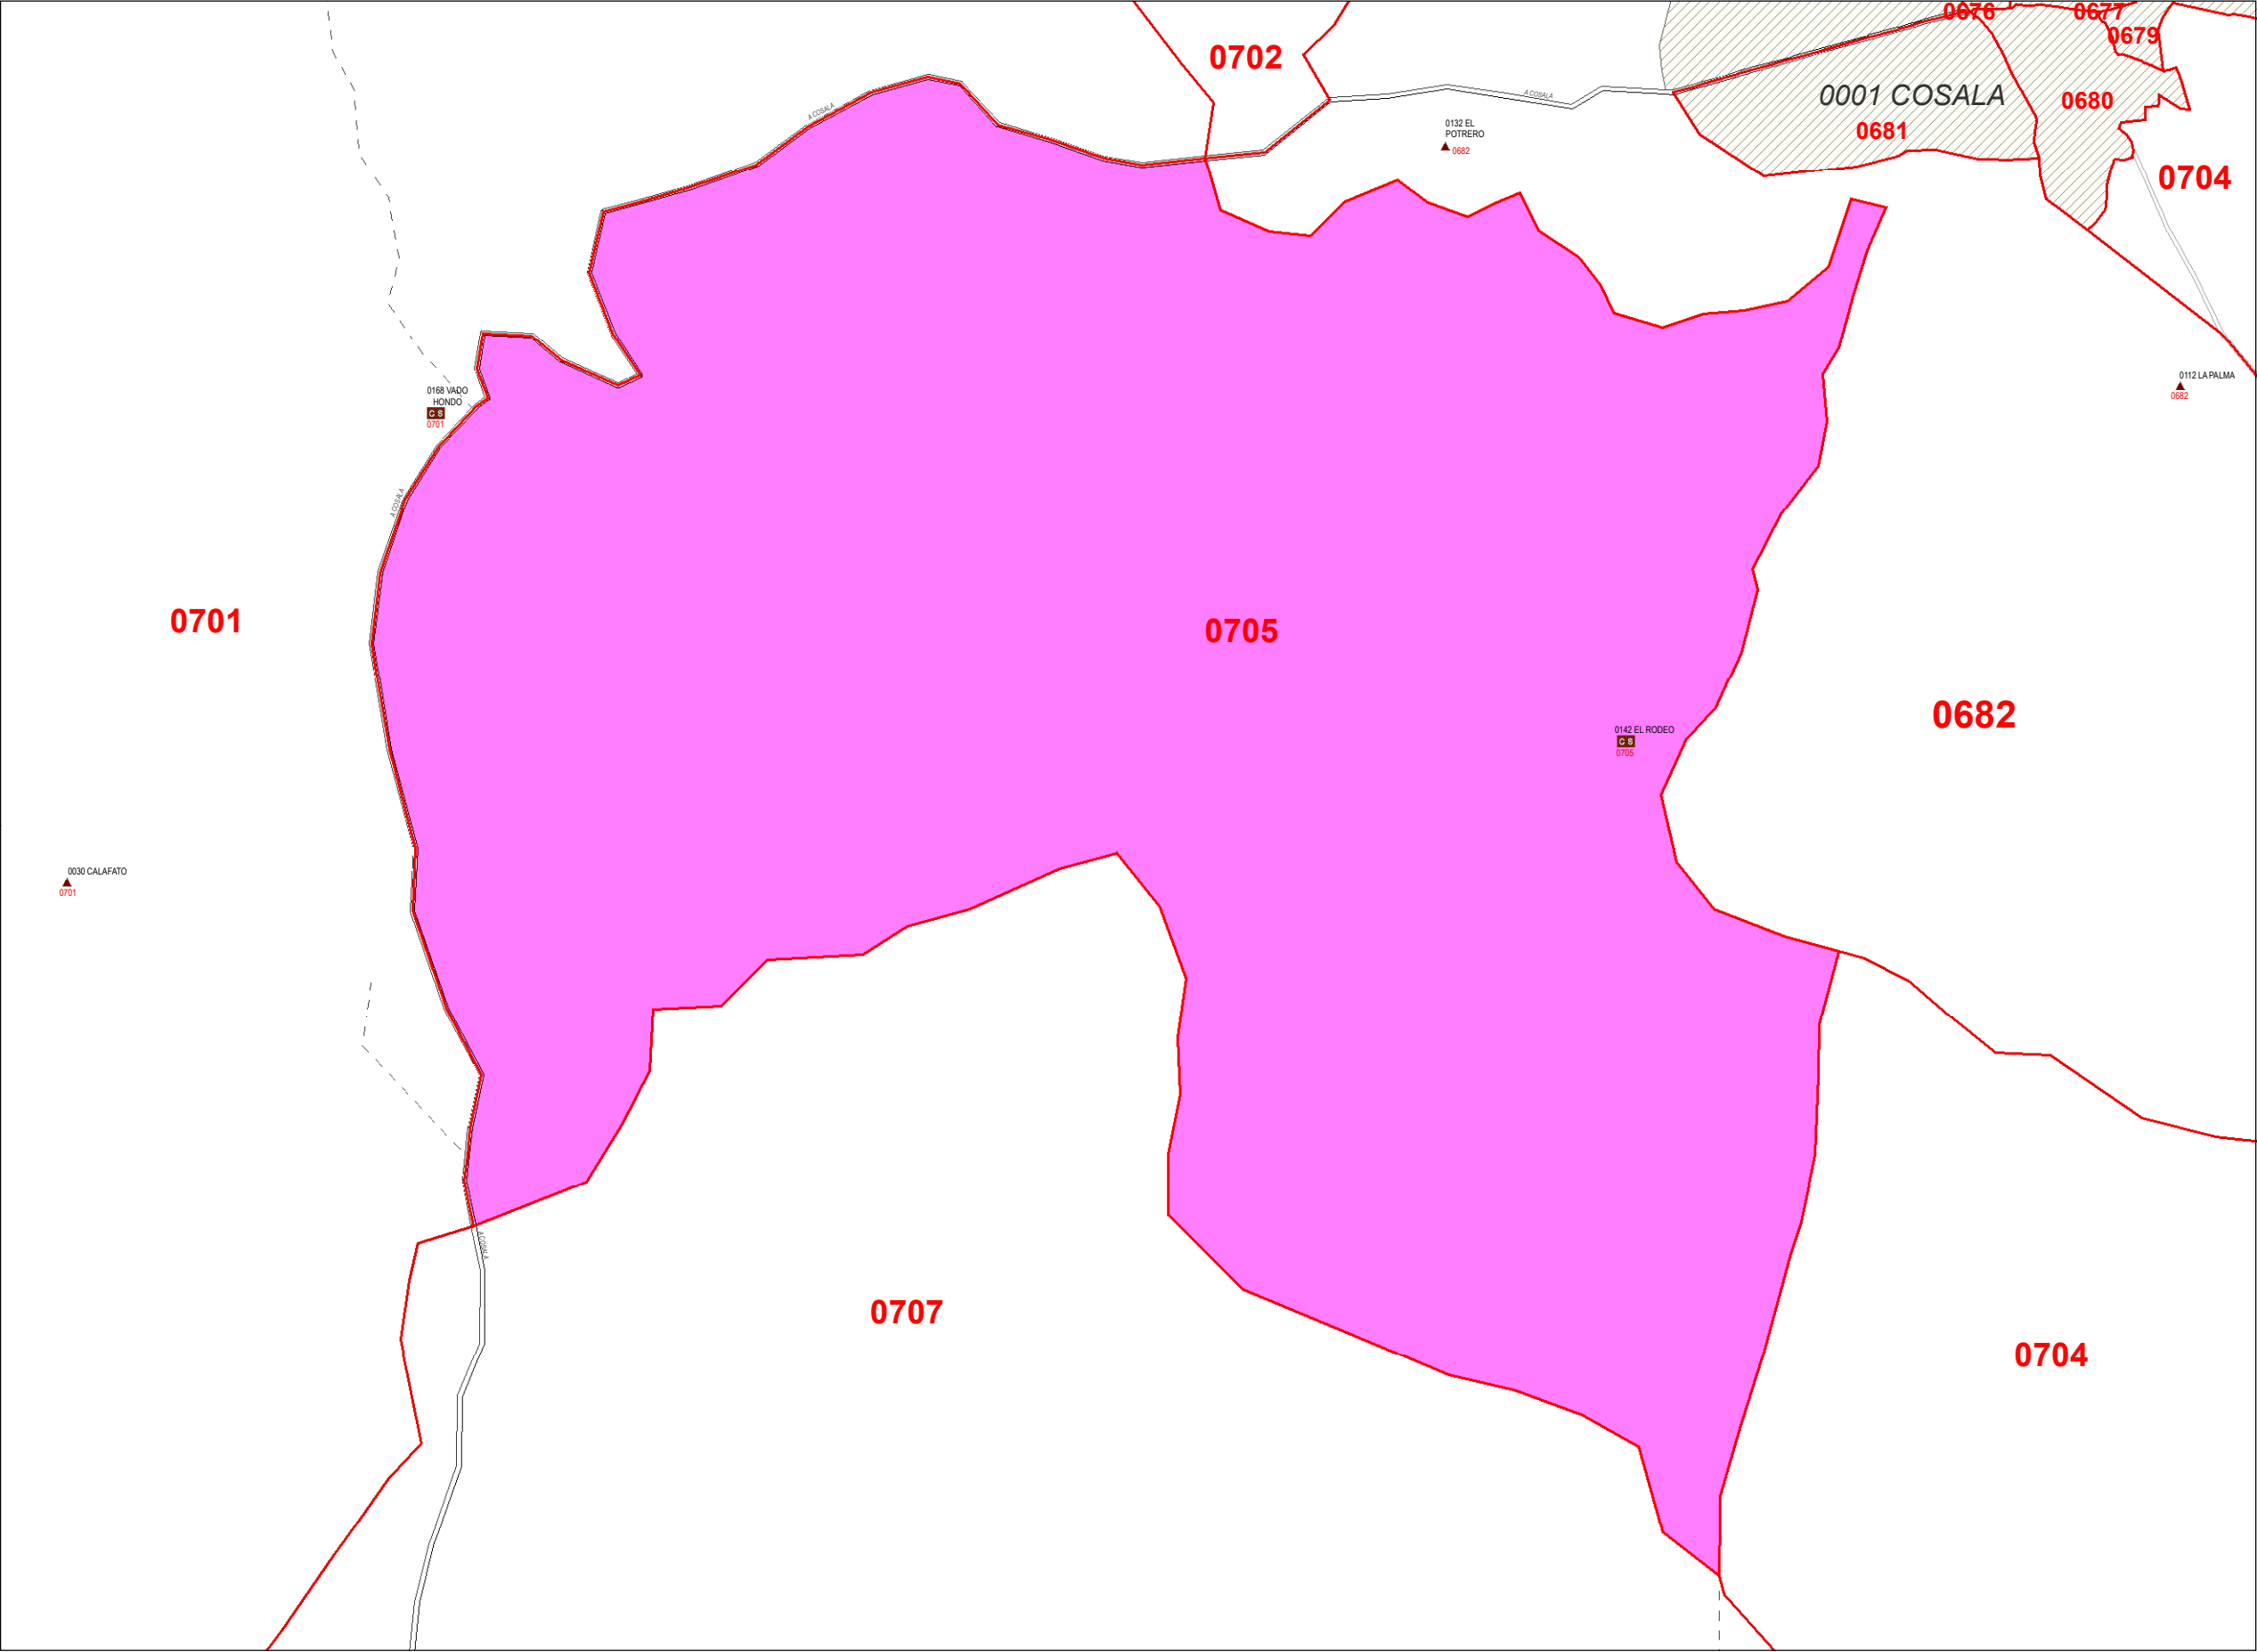 0676
0677
0679
0702
A COSALA
A COSALA
0001 COSALA
0680
0681
0132 EL
POTRERO
0682
0704
0112 LA PALMA
0682
0168 VADO
HONDO
C S
0701
A COSALA
0701
0705
0682
0142 EL RODEO
C S
0705
0030 CALAFATO
0701
A COSALA
0707
0704